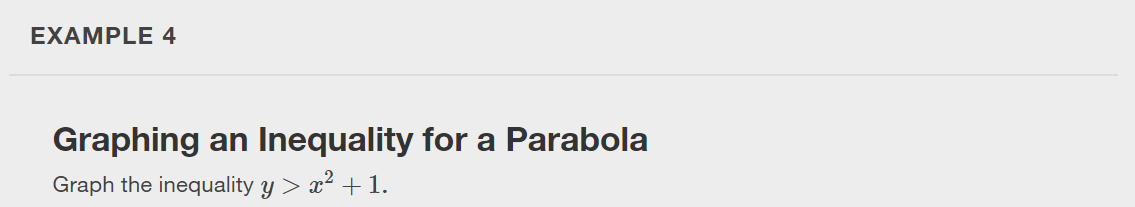 EXAMPLE 4
Graphing an Inequality for a Parabola
Graph the inequality y > x² + 1.